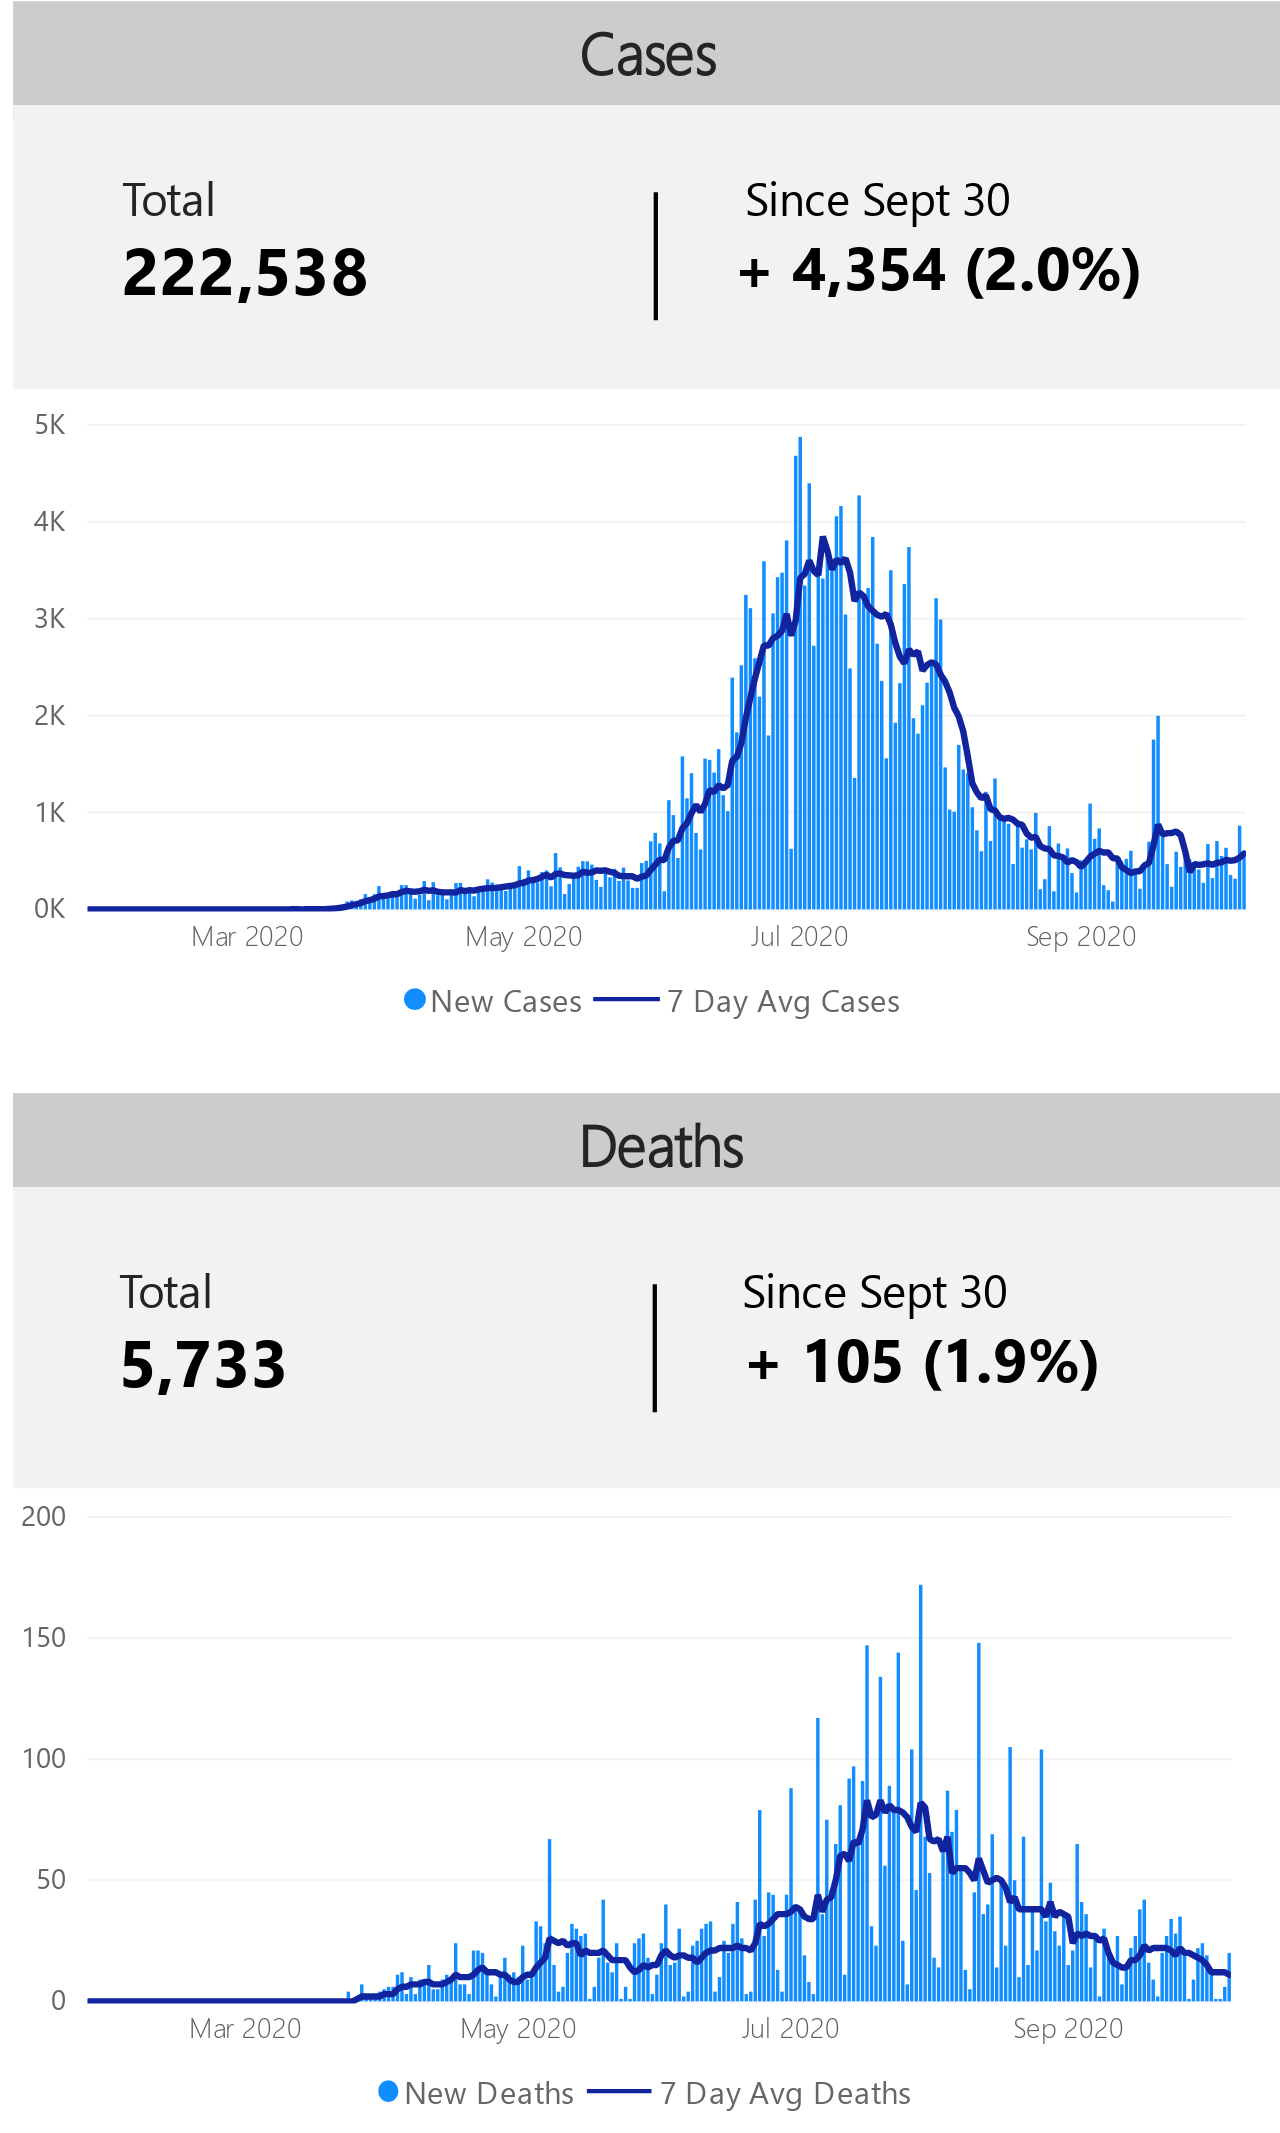 Cases
Total
222,538
Since Sept 30
+ 4,354 (2.0%)
5K
4K
3K
2K
1K
0K
Mar 2020
May 2020
Jul 2020
Sep 2020
New Cases
7 Day Avg Cases
Deaths
Total
5,733
Since Sept 30
+ 105 (1.9%)
200
150
100
50
0
Mar 2020
May 2020
Jul 2020
Sep 2020
New Deaths
7 Day Avg Deaths